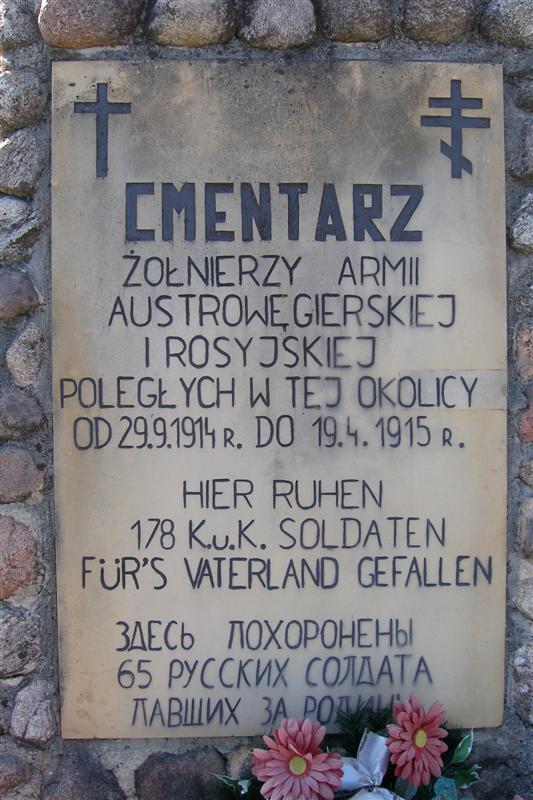 CMENTARZ
ŻOŁNIERZY ARMII
AUSTROWĘGIERSKIEJ
I ROSYJSKIEJ
POLEGŁYCH W TEJ OKOLICY
OD 29.9.1914 R. DO 19.4.1915 R.
HIER RUHEN
178 K.u.K. SOLDATEN
FÜR'S VATERLAND GEFALLEN
ЗДЕСЬ ПОХОРОНЕНЫ
65 РУССКИХ СОЛДАТА
ПАВШИХ ЗА РОДИНУ